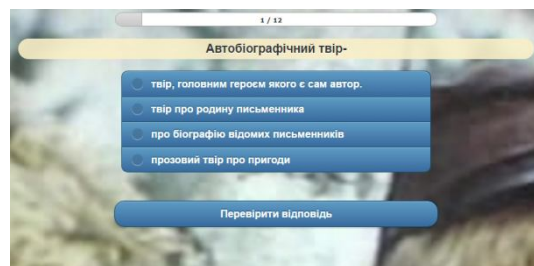 1 / 12
Автобіографічний твір-
твір, головним героєм якого є сам автор.
твір про родину письменника
про біографію відомих письменників
прозовий твір про пригоди
Перевірити відповідь